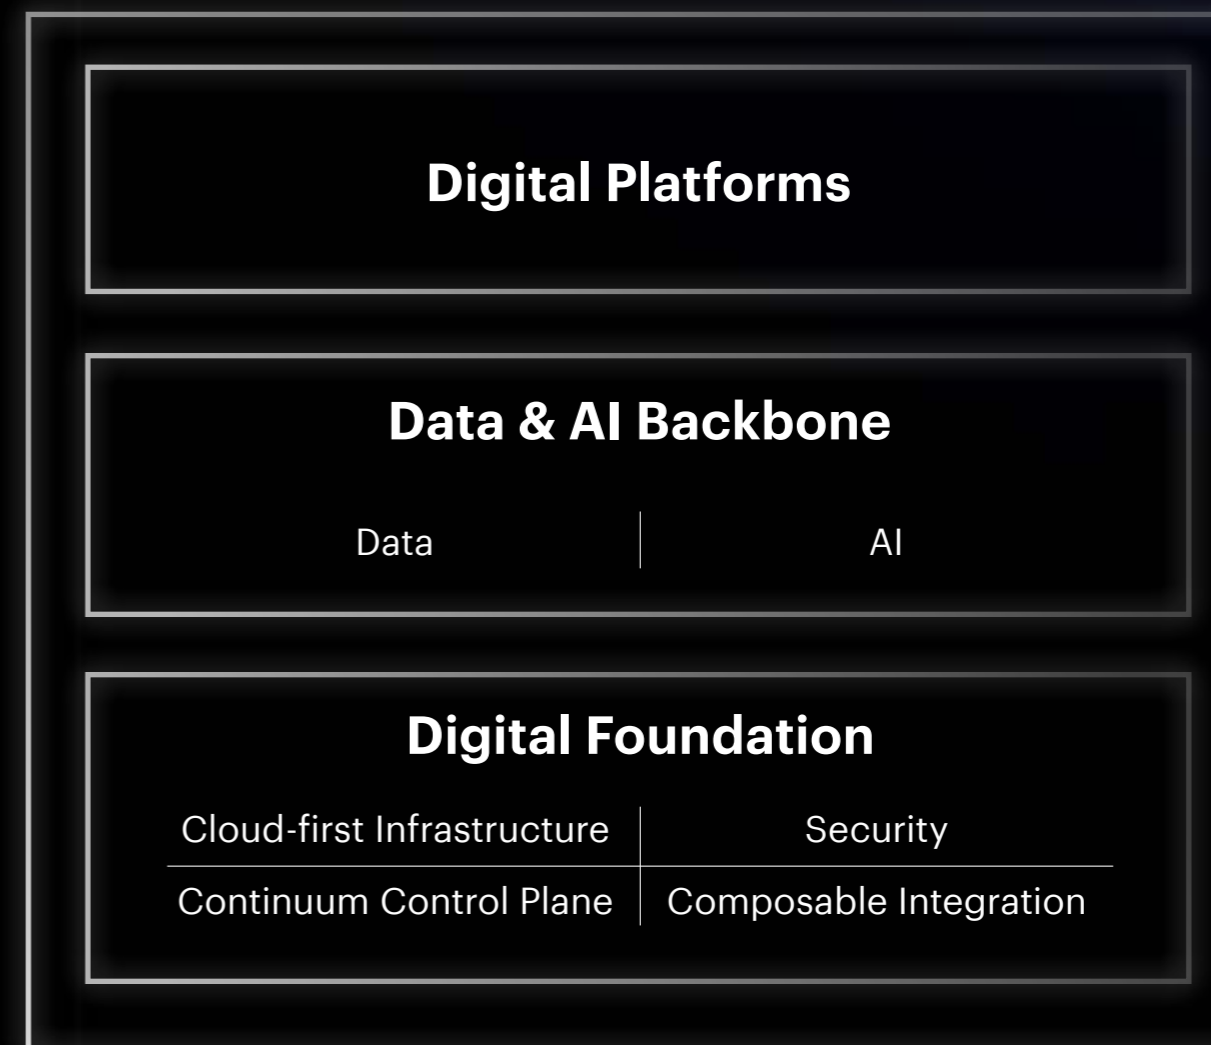 Digital Platforms
Data & AI Backbone
Data
AI
Digital Foundation
Cloud-first Infrastructure
Security
Continuum Control Plane
Composable Integration